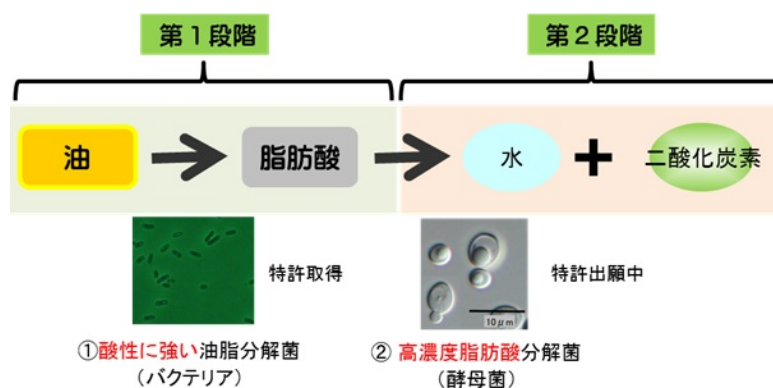 第1段階
第2段階
油
脂肪酸
水
+
二酸化炭素
特許取得
10μm
特許出願中
①酸性に強い油脂分解菌
(バクテリア)
② 高濃度脂肪酸分解菌
(酵母菌)